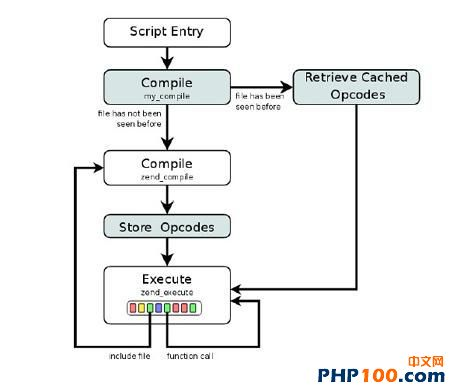 Script Entry
Compile
my_compile
file has been
seen before
Retrieve Cached
Opcodes
file has not been
seen before
Compile
zend_compile
Store Opcodes
Execute
zend_execute
include file
function call
中文网
PHP100.com